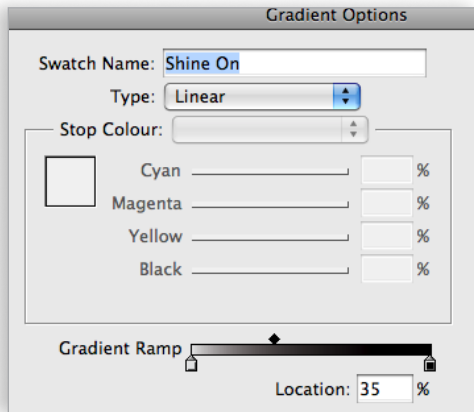 Gradient Options
Swatch Name: Shine On
Type: Linear
Stop Colour:
Cyan %
Magenta %
Yellow %
Black %
Gradient Ramp
Location: 35 %